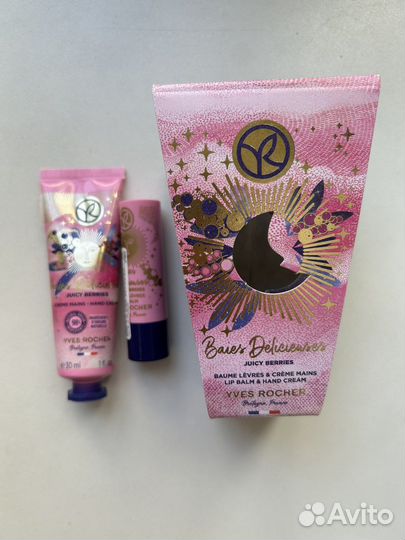 JUICY BERRIES
CRÈME MAINS - HAND CREAM
YVES ROCHER
Bretagne, France
30 ml
ROCHER
France
Baies Délicieuses
JUICY BERRIES
BAUME LÈVRES & CRÈME MAINS
LIP BALM & HAND CREAM
YVES ROCHER
Bretagne, France
Avito